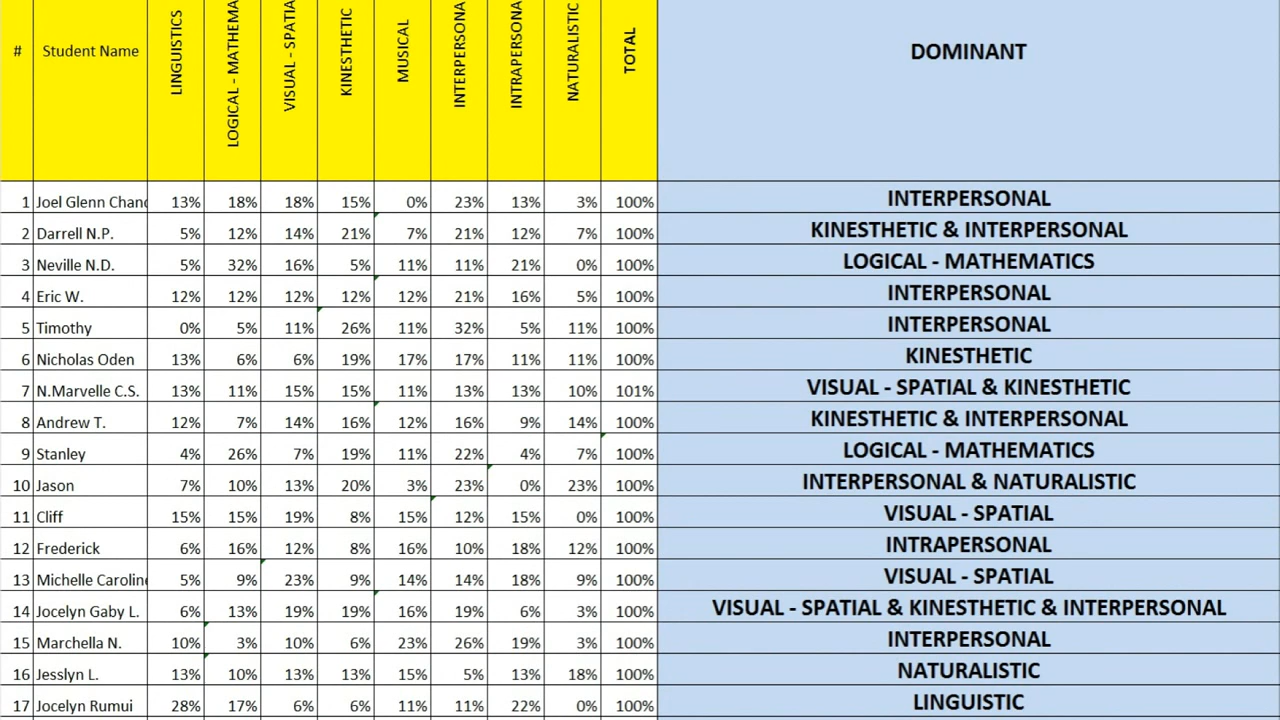 # Student Name LINGUISTICS LOGICAL - MATHEMA VISUAL - SPATIA KINESTHETIC MUSICAL INTERPERSONA INTRAPERSONA NATURALISTIC TOTAL DOMINANT
1 Joel Glenn Chand 13% 18% 18% 15% 0% 23% 13% 3% 100% INTERPERSONAL
2 Darrell N.P. 5% 12% 14% 21% 7% 21% 12% 7% 100% KINESTHETIC & INTERPERSONAL
3 Neville N.D. 5% 32% 16% 5% 11% 11% 21% 0% 100% LOGICAL - MATHEMATICS
4 Eric W. 12% 12% 12% 12% 12% 21% 16% 5% 100% INTERPERSONAL
5 Timothy 0% 5% 11% 26% 11% 32% 5% 11% 100% INTERPERSONAL
6 Nicholas Oden 13% 6% 6% 19% 17% 17% 11% 11% 100% KINESTHETIC
7 N.Marvelle C.S. 13% 11% 15% 15% 11% 13% 13% 10% 101% VISUAL - SPATIAL & KINESTHETIC
8 Andrew T. 12% 7% 14% 16% 12% 16% 9% 14% 100% KINESTHETIC & INTERPERSONAL
9 Stanley 4% 26% 7% 19% 11% 22% 4% 7% 100% LOGICAL - MATHEMATICS
10 Jason 7% 10% 13% 20% 3% 23% 0% 23% 100% INTERPERSONAL & NATURALISTIC
11 Cliff 15% 15% 19% 8% 15% 12% 15% 0% 100% VISUAL - SPATIAL
12 Frederick 6% 16% 12% 8% 16% 10% 18% 12% 100% INTRAPERSONAL
13 Michelle Caroline 5% 9% 23% 9% 14% 14% 18% 9% 100% VISUAL - SPATIAL
14 Jocelyn Gaby L. 6% 13% 19% 19% 16% 19% 6% 3% 100% VISUAL - SPATIAL & KINESTHETIC & INTERPERSONAL
15 Marchella N. 10% 3% 10% 6% 23% 26% 19% 3% 100% INTERPERSONAL
16 Jesslyn L. 13% 10% 13% 13% 15% 5% 13% 18% 100% NATURALISTIC
17 Jocelyn Rumui 28% 17% 6% 6% 11% 11% 22% 0% 100% LINGUISTIC